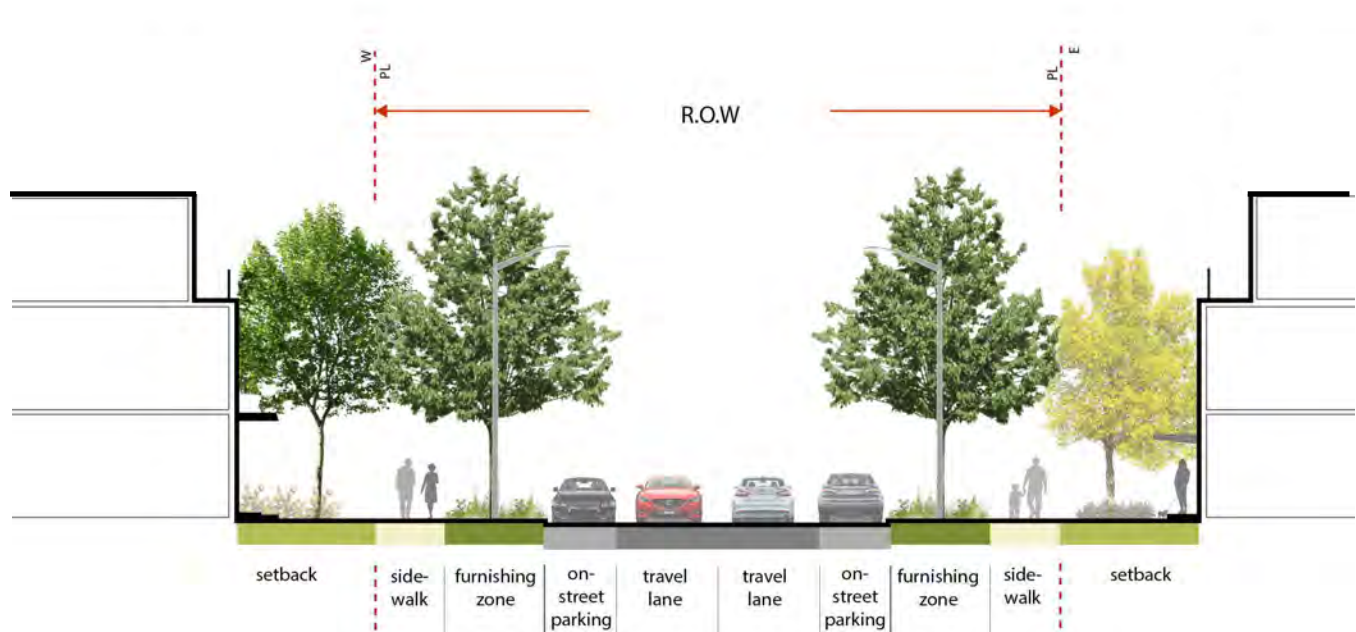 W
PL
PL
E
R.O.W
setback
side-
walk
furnishing
zone
on-
street
parking
travel
lane
travel
lane
on-
street
parking
furnishing
zone
side-
walk
setback